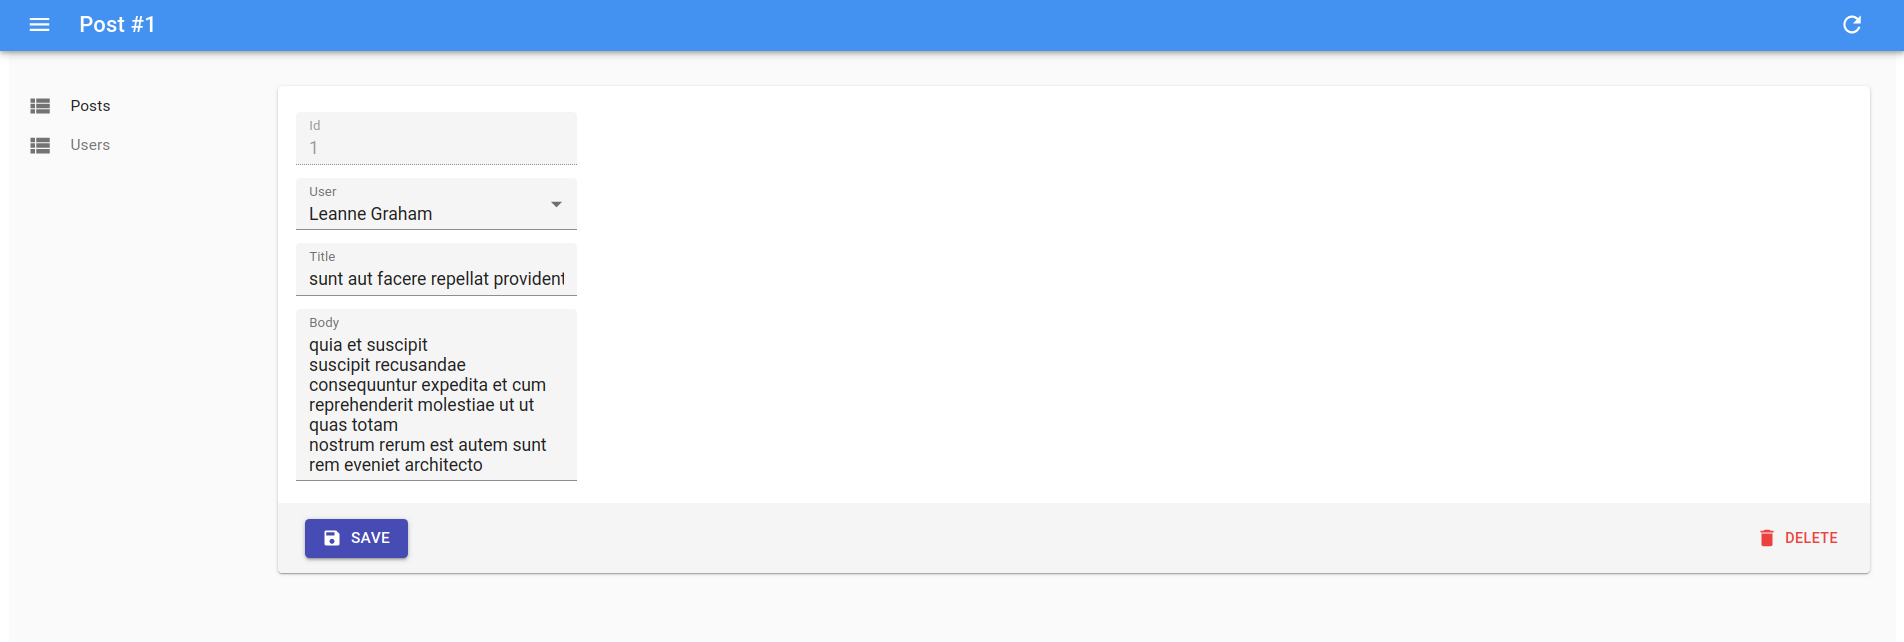 Post #1
Posts
Users
Id
1
User
Leanne Graham
Title
sunt aut facere repellat provident
Body
quia et suscipit
suscipit recusandae
consequuntur expedita et cum
reprehenderit molestiae ut ut
quas totam
nostrum rerum est autem sunt
rem eveniet architecto
SAVE
DELETE